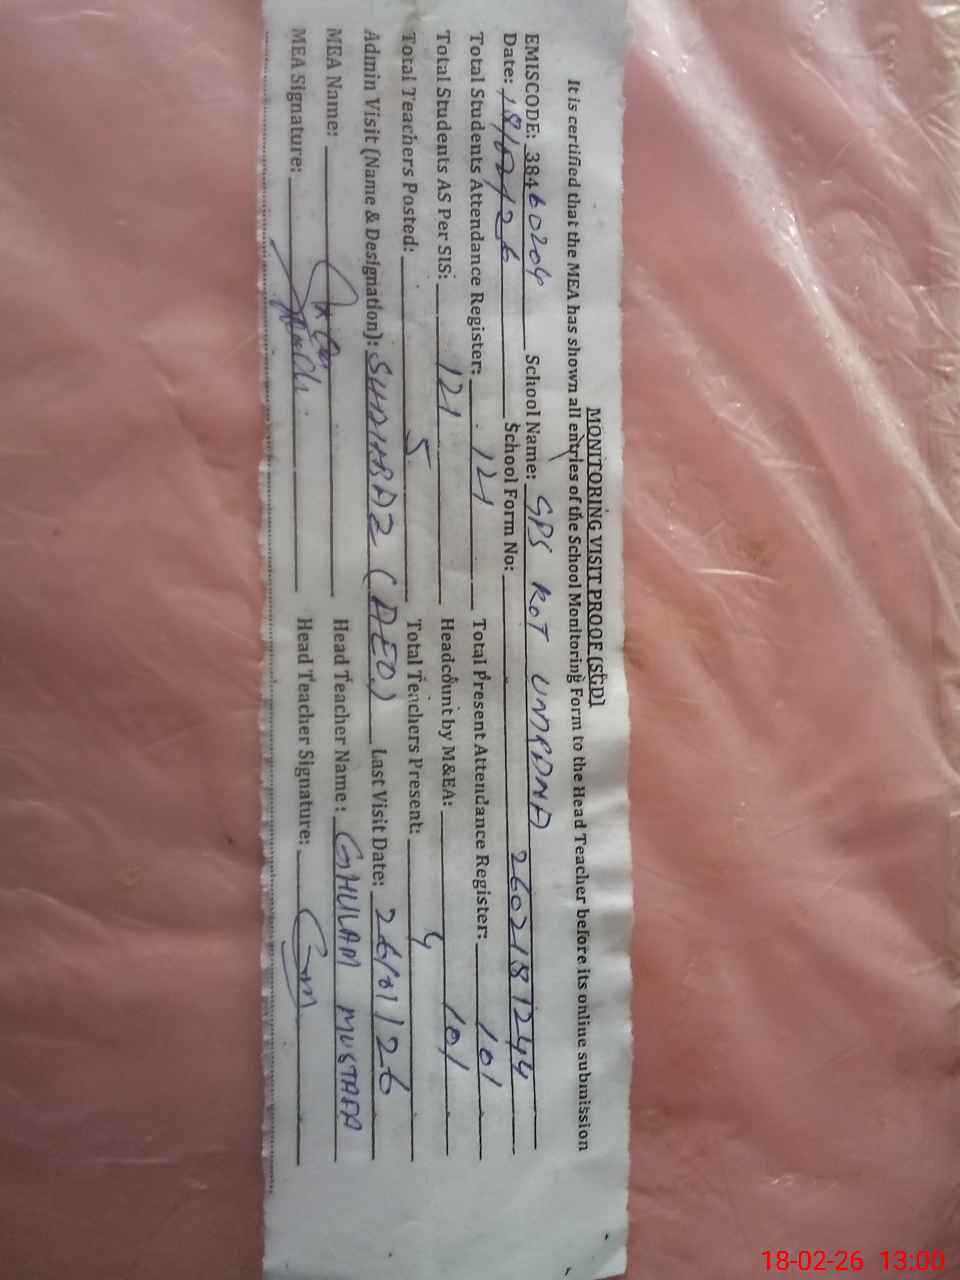 MONITORING VISIT PROOF (SGD)
It is certified that the MEA has shown all entries of the School Monitoring Form to the Head Teacher before its online submission
EMISCODE: 38460204 School Name: GPS KOT UMRANA
Date: 18/02/26 School Form No: 2602181244
Total Students Attendance Register: 121 Total Present Attendance Register: 101
Total Students AS Per SIS: 121 Headcount by M&EA: 101
Total Teachers Posted: 5 Total Teachers Present: 4
Admin Visit (Name & Designation): (AEO) Last Visit Date: 26/01/26
MEA Name: Head Teacher Name: GHULAM MUSTAFA
MEA Signature: Head Teacher Signature: Gm
18-02-26 13:00